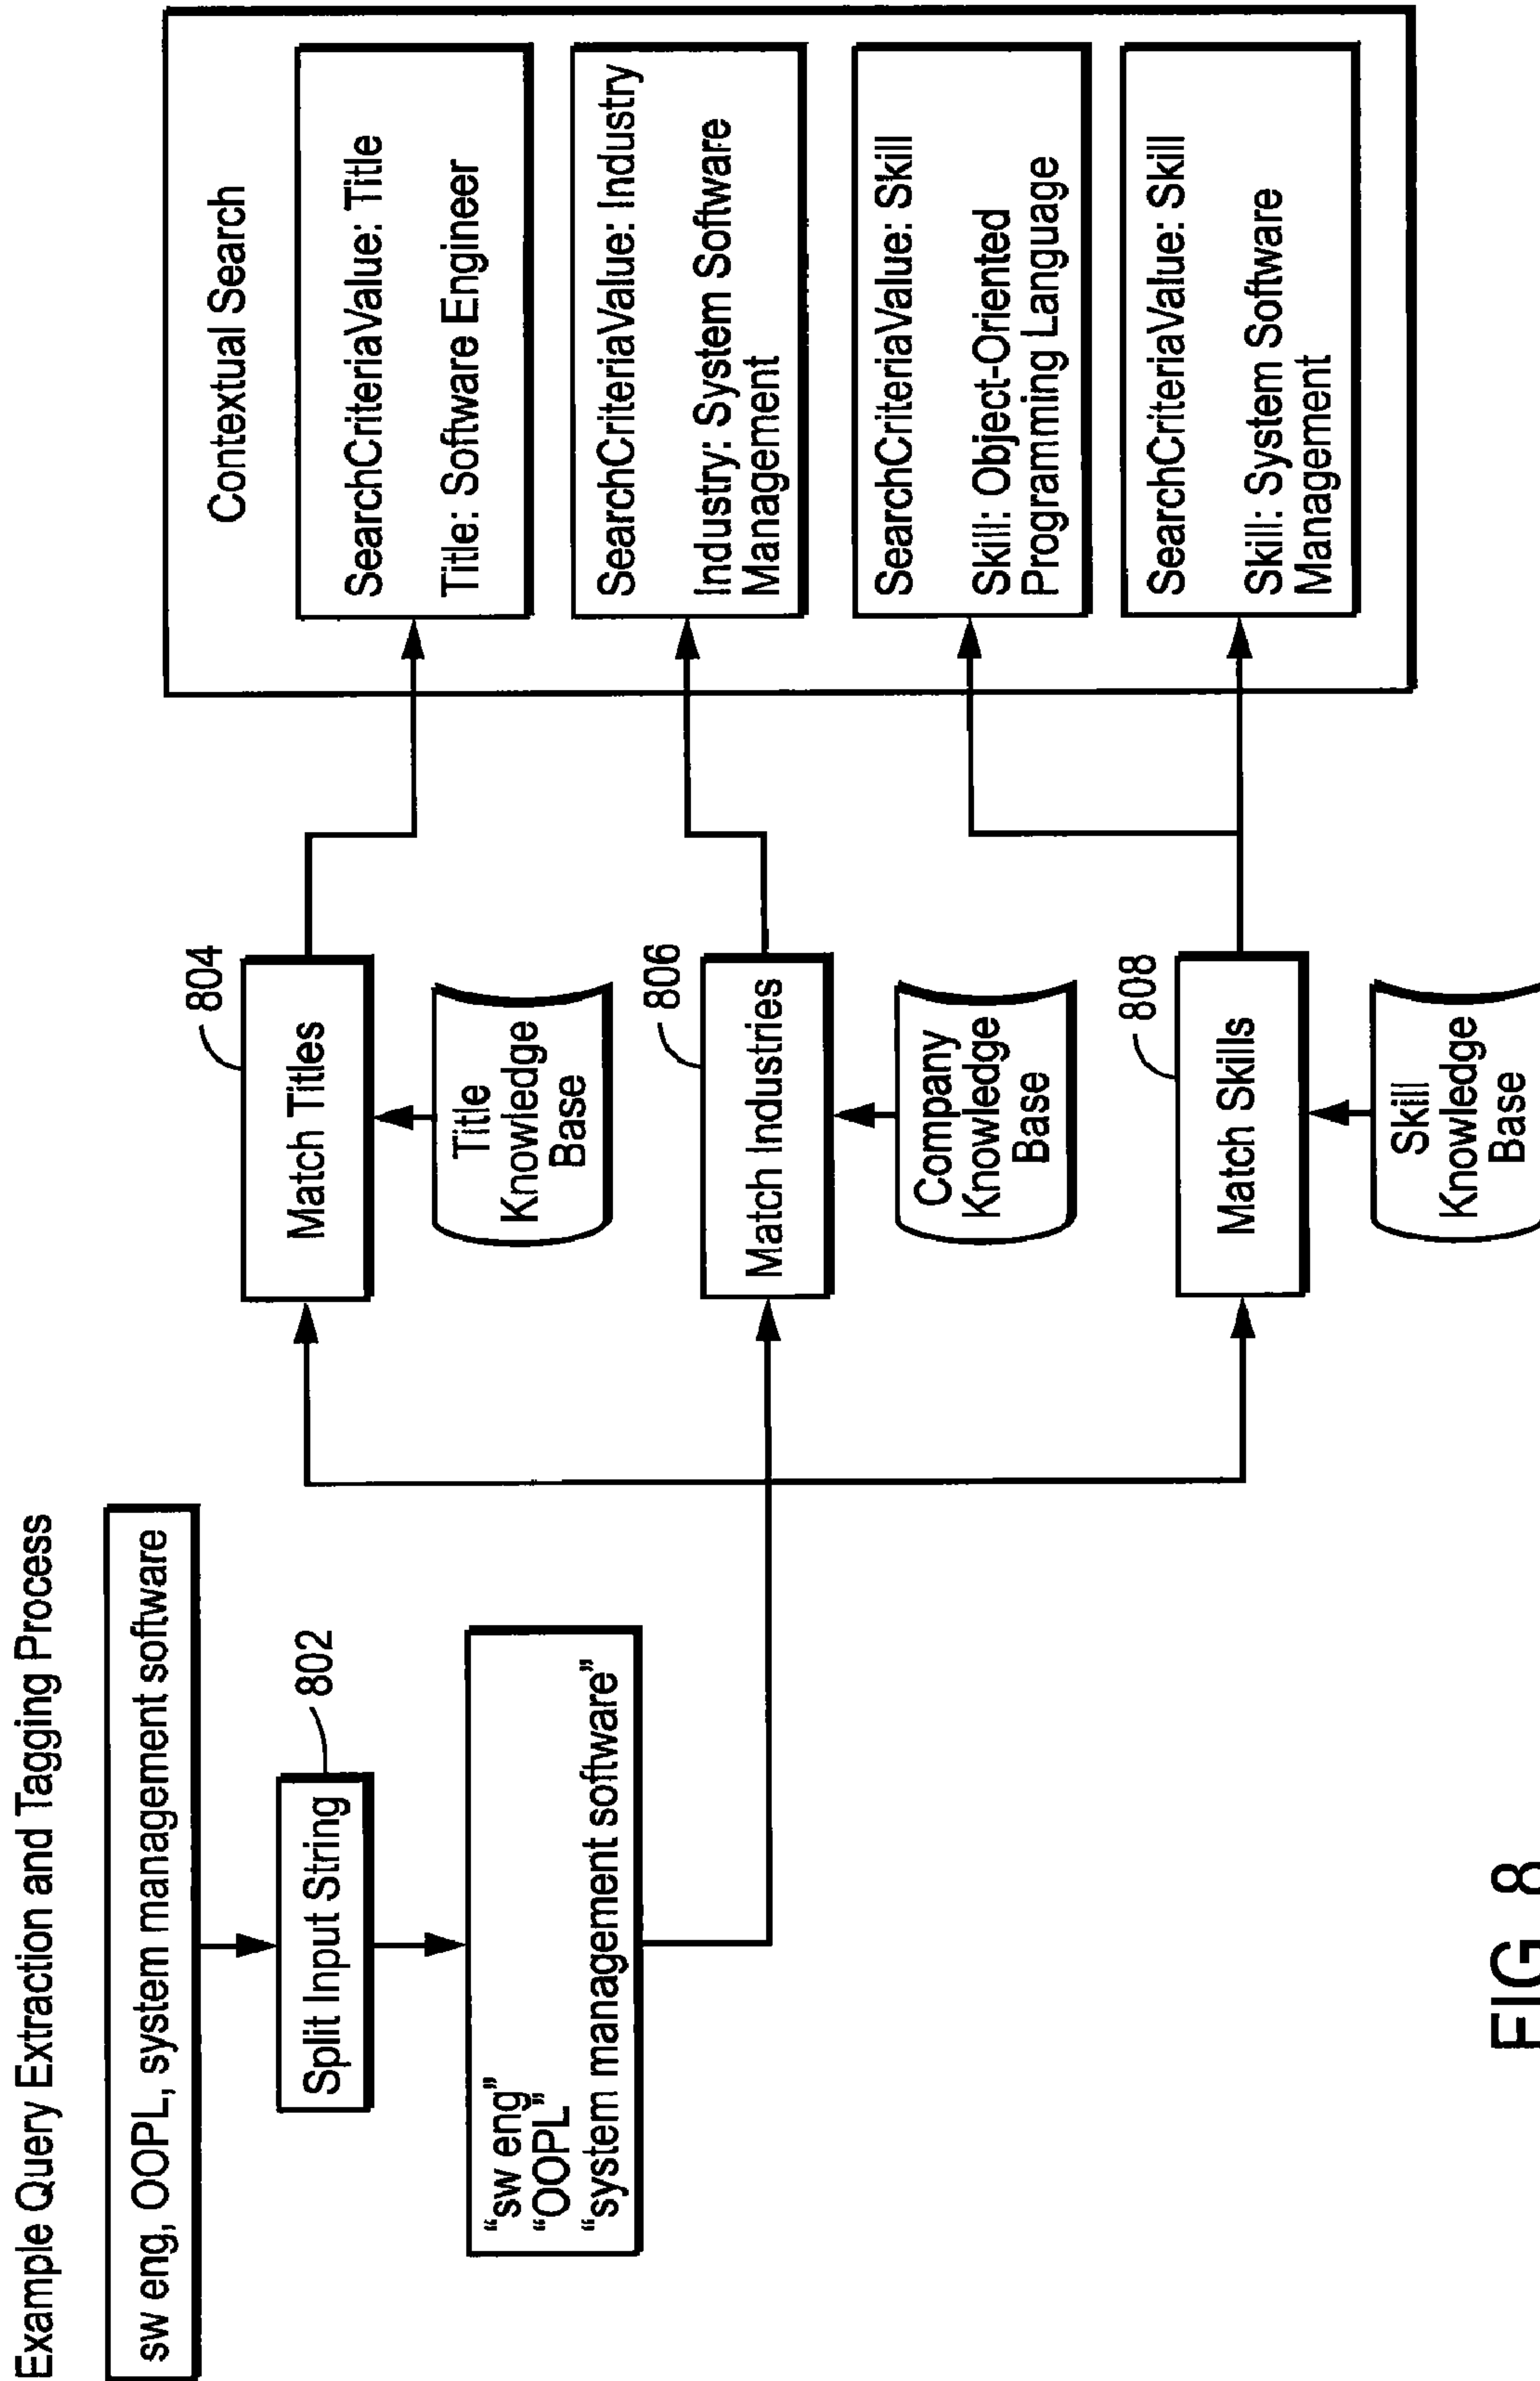 Example Query Extraction and Tagging Process
sw eng, OOPL, system management software
Split Input String
802
“sw eng”
“OOPL”
“system management software”
804
Match Titles
Title
Knowledge
Base
806
Match Industries
Company
Knowledge
Base
808
Match Skills
Skill
Knowledge
Base
Contextual Search
SearchCriteriaValue: Title
Title: Software Engineer
SearchCriteriaValue: Industry
Industry: System Software
Management
SearchCriteriaValue: Skill
Skill: Object-Oriented
Programming Language
SearchCriteriaValue: Skill
Skill: System Software
Management
FIG_8